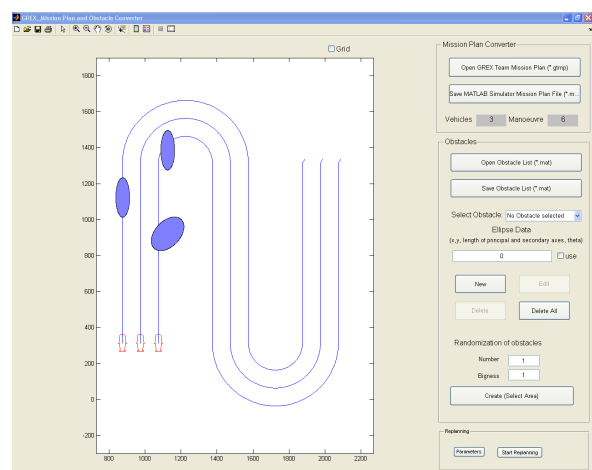 GREX_Mission Plan and Obstacle Converter
Grid
1800
1600
1400
1200
1000
800
600
400
200
0
-200
800 1000 1200 1400 1600 1800 2000 2200
Mission Plan Converter
Open GREX Team Mission Plan (*.gtmp)
Save MATLAB Simulater Mission Plan File (*.m...
Vehicles 3 Manoeuvre 6
Obstacles
Open Obstacle List (*.mat)
Save Obstacle List (*.mat)
Select Obstacle: No Obstacle selected
Ellipse Data
(x,y, length of principal and secondary axes, theta)
0 use
New Edit
Delete Delete All
Randomization of obstacles
Number 1
Bigness 1
Create (Select Area)
Replanning
Parameters Start Replanning